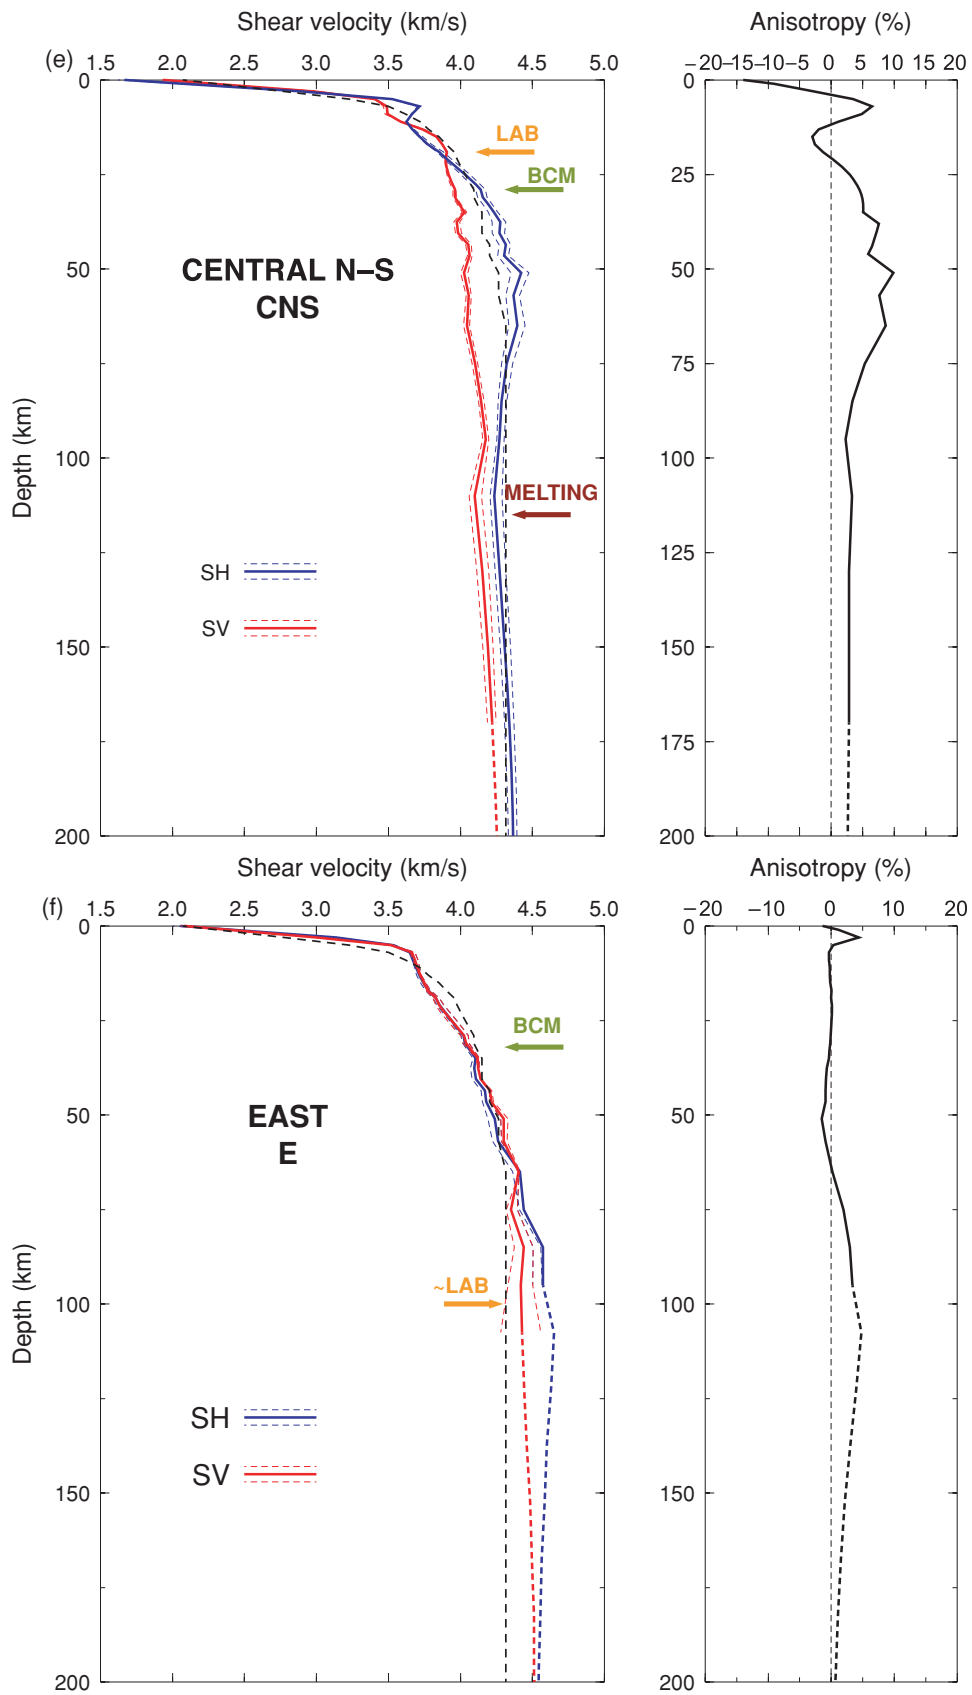 Shear velocity (km/s) Anisotropy (%)
(e) 1.5 2.0 2.5 3.0 3.5 4.0 4.5 5.0 −20 −15 −10 −5 0 5 10 15 20
0 0
LAB
25
BCM
CENTRAL N–S
CNS
50 50
75
Depth (km)
100 100
MELTING
125
SH
SV
150 150
175
200 200
Shear velocity (km/s) Anisotropy (%)
(f) 1.5 2.0 2.5 3.0 3.5 4.0 4.5 5.0 −20 −10 0 10 20
0 0
BCM
EAST
E
50 50
Depth (km)
~LAB
100 100
SH
SV
150 150
200 200